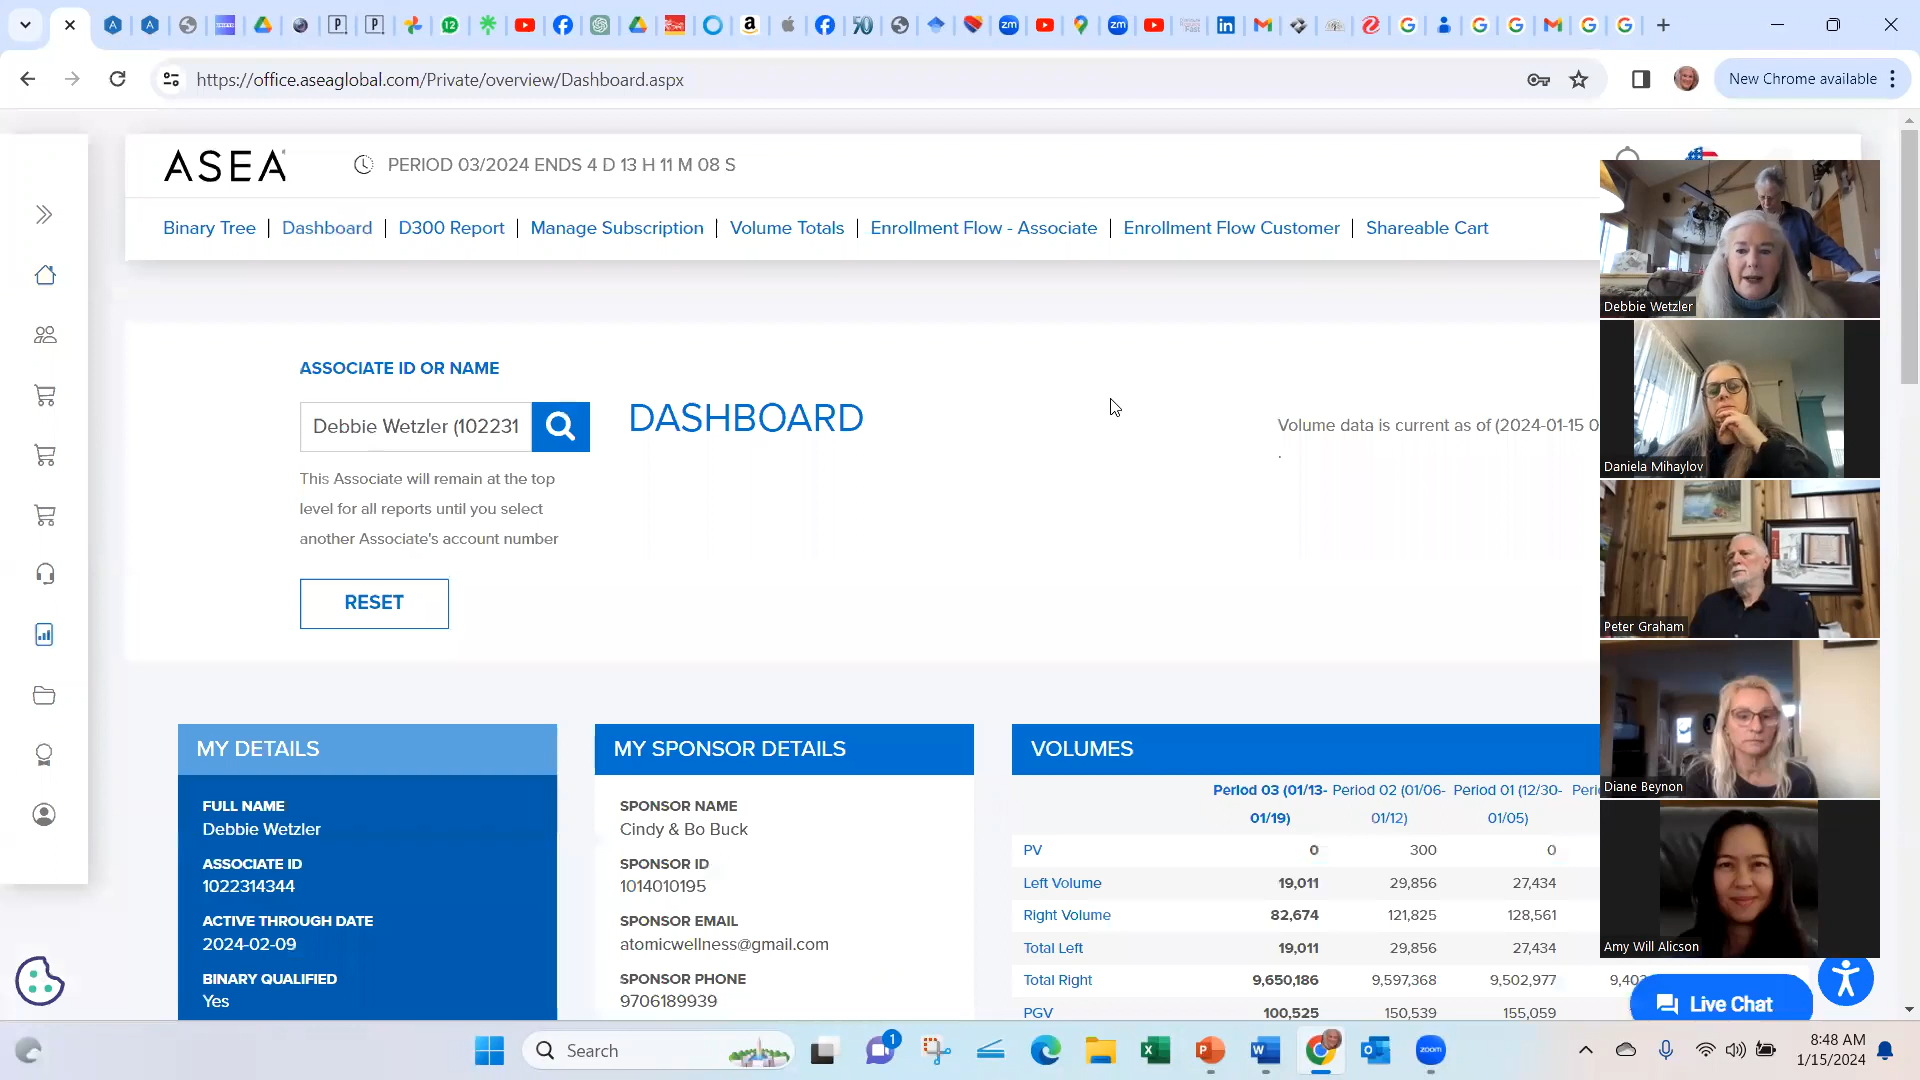 https://office.aseaglobal.com/Private/overview/Dashboard.aspx
New Chrome available
ASEA
PERIOD 03/2024 ENDS 4 D 13 H 11 M 08 S
Binary Tree | Dashboard | D300 Report | Manage Subscription | Volume Totals | Enrollment Flow - Associate | Enrollment Flow Customer | Shareable Cart
Debbie Wetzler
ASSOCIATE ID OR NAME
Debbie Wetzler (102231
DASHBOARD
Volume data is current as of (2024-01-15 0
.
This Associate will remain at the top
level for all reports until you select
another Associate's account number
Daniela Mihaylov
RESET
Peter Graham
MY DETAILS
FULL NAME
Debbie Wetzler
ASSOCIATE ID
1022314344
ACTIVE THROUGH DATE
2024-02-09
BINARY QUALIFIED
Yes
MY SPONSOR DETAILS
SPONSOR NAME
Cindy & Bo Buck
SPONSOR ID
1014010195
SPONSOR EMAIL
atomicwellness@gmail.com
SPONSOR PHONE
9706189939
VOLUMES
Period 03 (01/13- Period 02 (01/06- Period 01 (12/30- Peri
01/19) 01/12) 01/05)
PV 0 300 0
Left Volume 19,011 29,856 27,434
Right Volume 82,674 121,825 128,561
Total Left 19,011 29,856 27,434
Total Right 9,650,186 9,597,368 9,502,977 9,402
PGV 100,525 150,539 155,059
Diane Beynon
Amy Will Alicson
Live Chat
Search
1
zoom
8:48 AM
1/15/2024